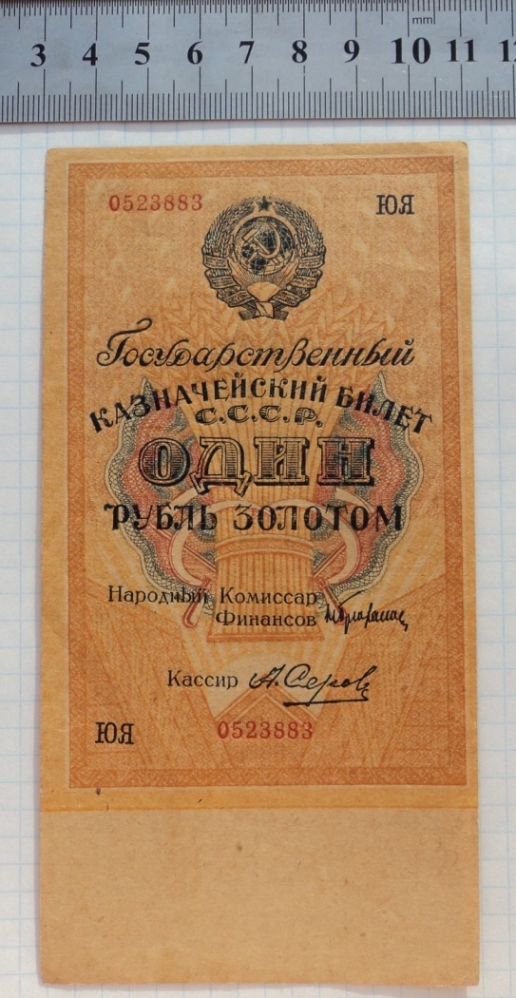 3 4 5 6 7 8 9 10 11
mm
0523883 ЮЯ
Государственный
КАЗНАЧЕЙСКИЙ БИЛЕТ
С.С.С.Р.
ОДИН
РУБЛЬ ЗОЛОТОМ
Народный Комиссар
Финансов
Кассир А. Серов
ЮЯ 0523883